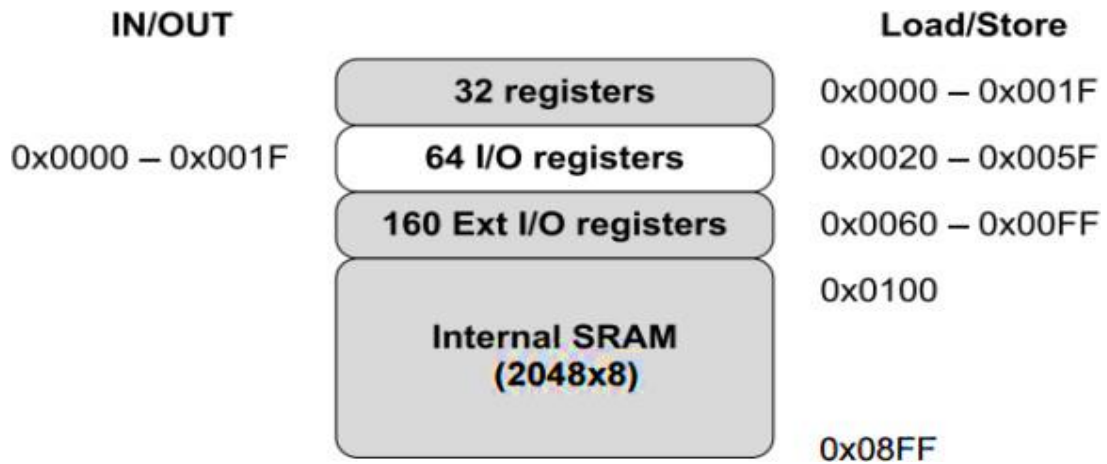 IN/OUT
Load/Store
32 registers
0x0000 – 0x001F
0x0000 – 0x001F
64 I/O registers
0x0020 – 0x005F
160 Ext I/O registers
0x0060 – 0x00FF
0x0100
Internal SRAM
(2048x8)
0x08FF